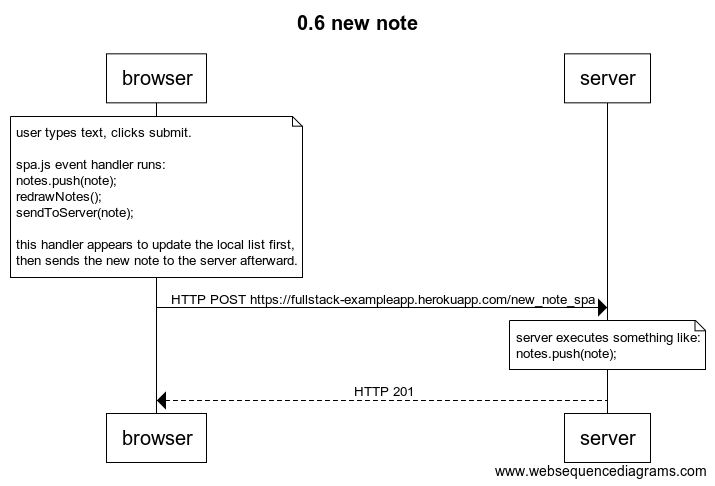 0.6 new note
browser
server
user types text, clicks submit.
spa.js event handler runs:
notes.push(note);
redrawNotes();
sendToServer(note);
this handler appears to update the local list first,
then sends the new note to the server afterward.
HTTP POST https://fullstack-exampleapp.herokuapp.com/new_note_spa
server executes something like:
notes.push(note);
HTTP 201
browser
server
www.websequencediagrams.com